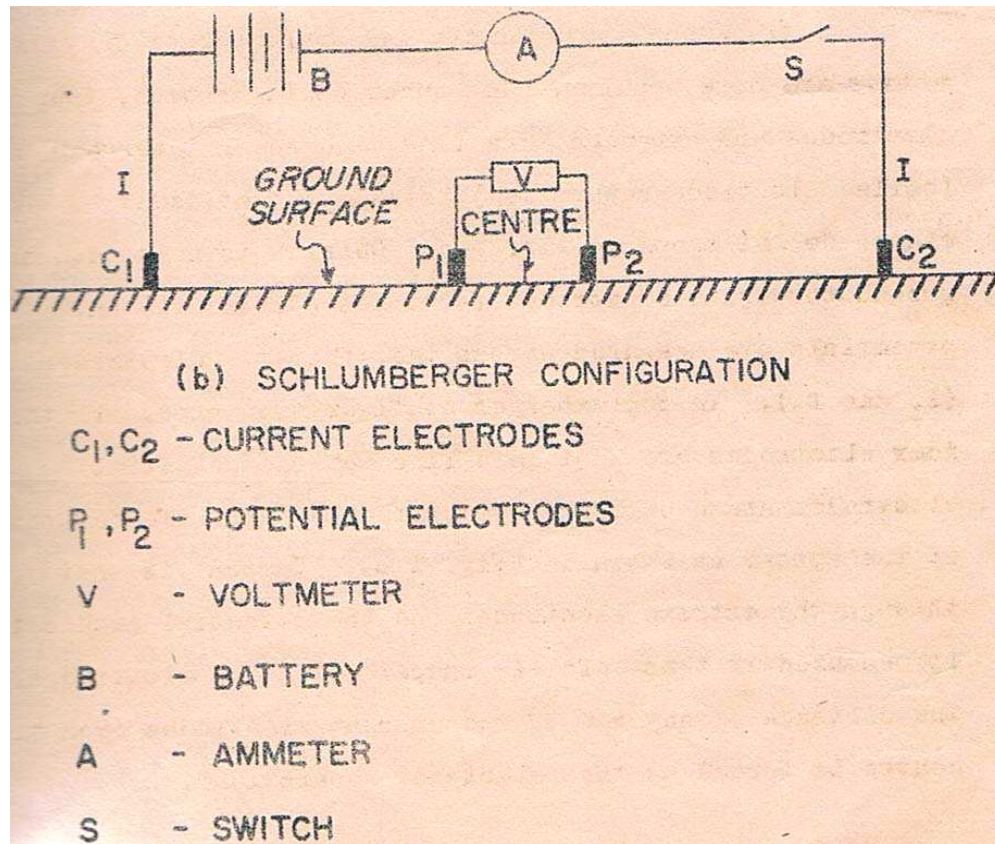 A
B
S
I
I
GROUND
SURFACE
V
CENTRE
C₁
P₁
P₂
C₂
(b) SCHLUMBERGER CONFIGURATION
C₁,C₂ - CURRENT ELECTRODES
P₁,P₂ - POTENTIAL ELECTRODES
V - VOLTMETER
B - BATTERY
A - AMMETER
S - SWITCH